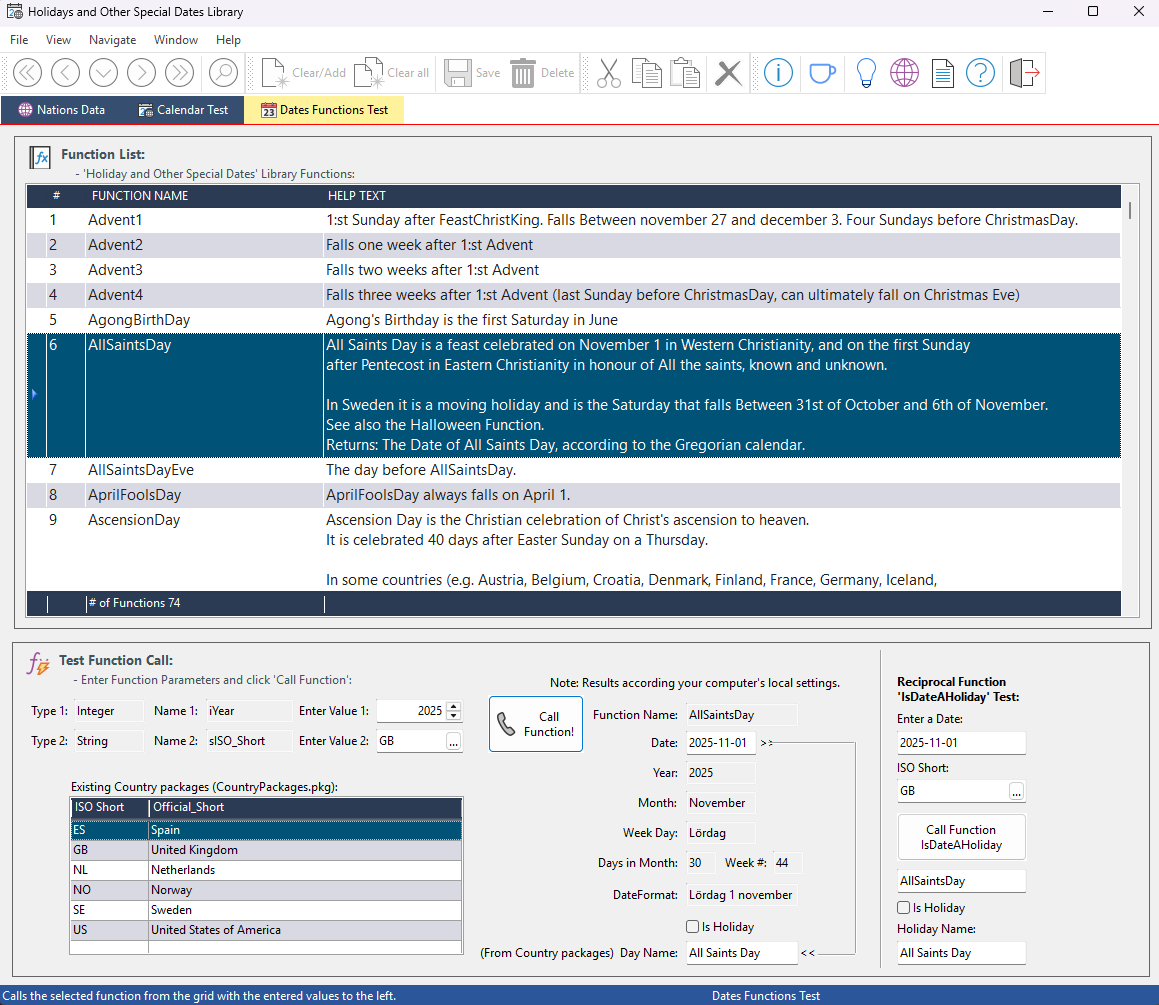 Holidays and Other Special Dates Library
File View Navigate Window Help
Clear/Add Clear all Save Delete
Nations Data Calendar Test Dates Functions Test
Function List:
- 'Holiday and Other Special Dates' Library Functions:
# FUNCTION NAME HELP TEXT
1 Advent1 1:st Sunday after FeastChristKing. Falls Between november 27 and december 3. Four Sundays before ChristmasDay.
2 Advent2 Falls one week after 1:st Advent
3 Advent3 Falls two weeks after 1:st Advent
4 Advent4 Falls three weeks after 1:st Advent (last Sunday before ChristmasDay, can ultimately fall on Christmas Eve)
5 AgongBirthDay Agong's Birthday is the first Saturday in June
6 AllSaintsDay All Saints Day is a feast celebrated on November 1 in Western Christianity, and on the first Sunday
after Pentecost in Eastern Christianity in honour of All the saints, known and unknown.
In Sweden it is a moving holiday and is the Saturday that falls Between 31st of October and 6th of November.
See also the Halloween Function.
Returns: The Date of All Saints Day, according to the Gregorian calendar.
7 AllSaintsDayEve The day before AllSaintsDay.
8 AprilFoolsDay AprilFoolsDay always falls on April 1.
9 AscensionDay Ascension Day is the Christian celebration of Christ's ascension to heaven.
It is celebrated 40 days after Easter Sunday on a Thursday.
In some countries (e.g. Austria, Belgium, Croatia, Denmark, Finland, France, Germany, Iceland,
# of Functions 74
Test Function Call:
- Enter Function Parameters and click 'Call Function':
Type 1: Integer Name 1: iYear Enter Value 1: 2025
Type 2: String Name 2: sISO_Short Enter Value 2: GB ...
Existing Country packages (CountryPackages.pkg):
ISO Short Official_Short
ES Spain
GB United Kingdom
NL Netherlands
NO Norway
SE Sweden
US United States of America
Call
Function!
Note: Results according your computer's local settings.
Function Name: AllSaintsDay
Date: 2025-11-01 >>
Year: 2025
Month: November
Week Day: Lördag
Days in Month: 30 Week #: 44
DateFormat: Lördag 1 november
Is Holiday
(From Country packages) Day Name: All Saints Day <<
Reciprocal Function
'IsDateAHoliday' Test:
Enter a Date:
2025-11-01
ISO Short:
GB ...
Call Function
IsDateAHoliday
AllSaintsDay
Is Holiday
Holiday Name:
All Saints Day
Calls the selected function from the grid with the entered values to the left. Dates Functions Test